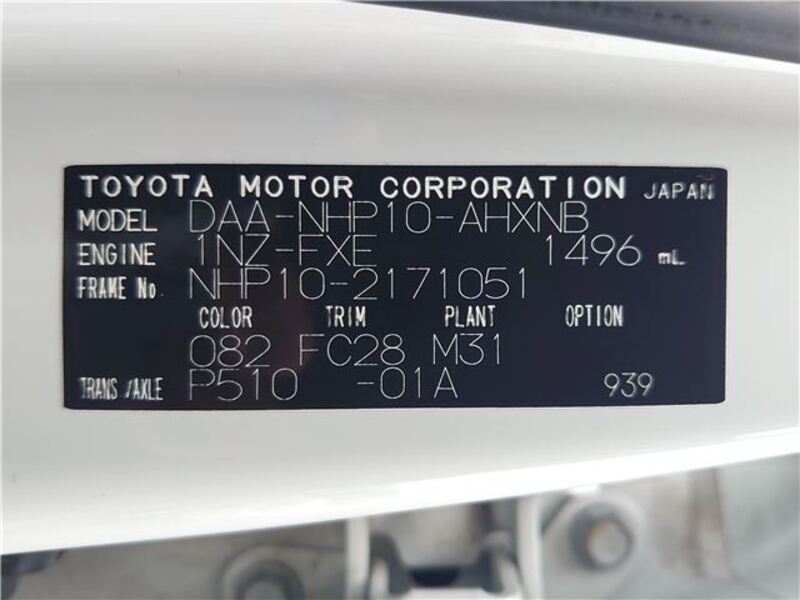 TOYOTA MOTOR CORPORATION JAPAN
MODEL DAA-NHP10-AHXNB
ENGINE 1NZ-FXE 1496 mL
FRAME No. NHP10-2171051
COLOR TRIM PLANT OPTION
082 FC28 M31
TRANS /AXLE P510 -01A 939